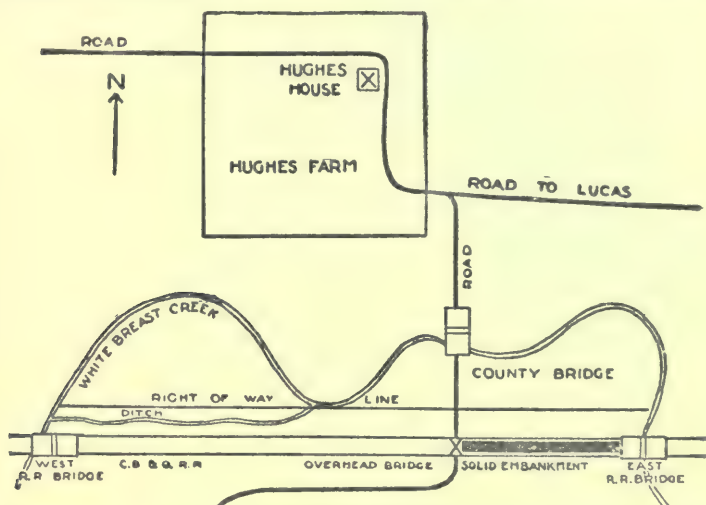 ROAD
N
HUGHES
HOUSE
HUGHES FARM
ROAD TO LUCAS
ROAD
WHITE BREAST CREEK
COUNTY BRIDGE
RIGHT OF WAY LINE
DITCH
WEST
R.R BRIDGE
C.B & Q. R.R
OVERHEAD BRIDGE
SOLID EMBANKMENT
EAST
R.R. BRIDGE